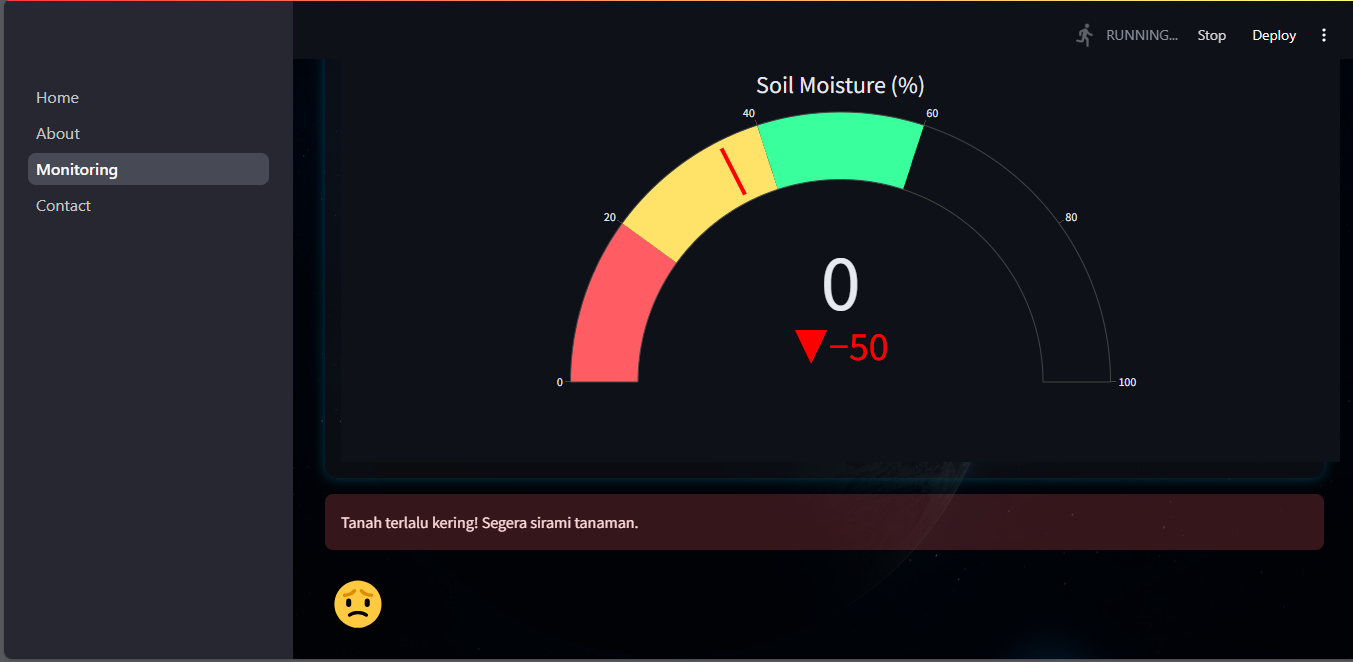 RUNNING... Stop Deploy
Home
About
Monitoring
Contact
Soil Moisture (%)
40
60
20
80
0
▼−50
0
100
Tanah terlalu kering! Segera sirami tanaman.